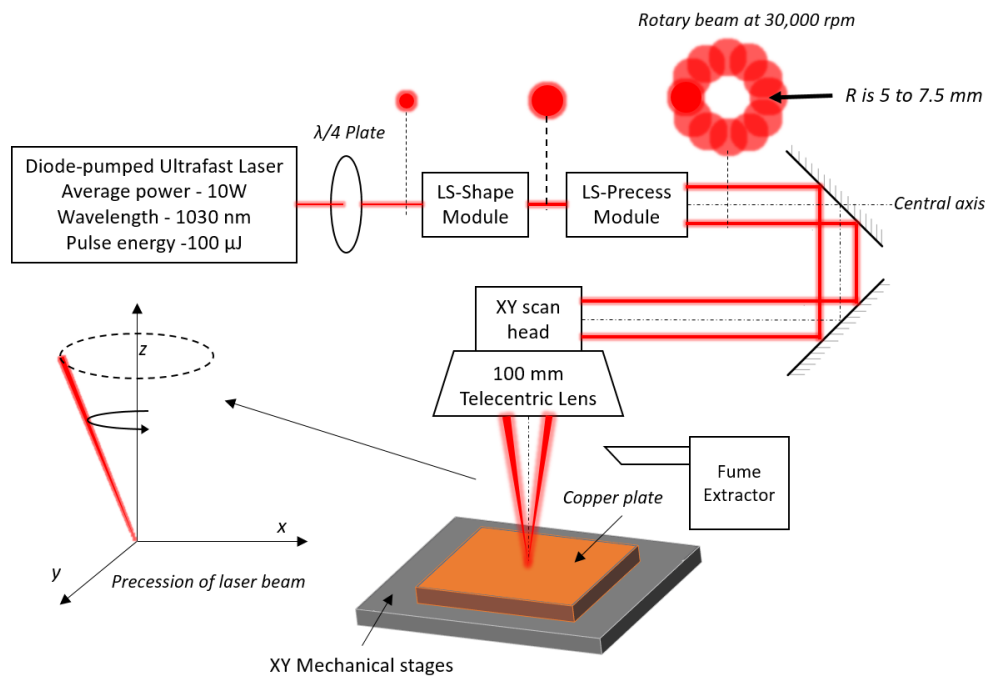 Rotary beam at 30,000 rpm
R is 5 to 7.5 mm
λ/4 Plate
Diode-pumped Ultrafast Laser
Average power - 10W
Wavelength - 1030 nm
Pulse energy -100 µJ
LS-Shape
Module
LS-Precess
Module
Central axis
XY scan
head
100 mm
Telecentric Lens
z
x
y
Precession of laser beam
Fume
Extractor
Copper plate
XY Mechanical stages